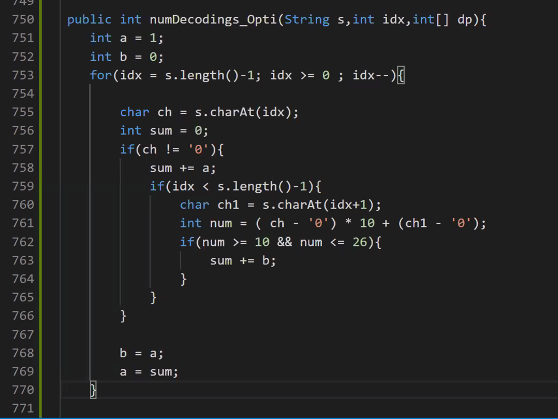 749
750 public int numDecodings_Opti(String s,int idx,int[] dp){
751 int a = 1;
752 int b = 0;
753 for(idx = s.length()-1; idx >= 0 ; idx--){
754
755 char ch = s.charAt(idx);
756 int sum = 0;
757 if(ch != '0'){
758 sum += a;
759 if(idx < s.length()-1){
760 char ch1 = s.charAt(idx+1);
761 int num = ( ch - '0') * 10 + (ch1 - '0');
762 if(num >= 10 && num <= 26){
763 sum += b;
764 }
765 }
766 }
767
768 b = a;
769 a = sum;
770 }
771